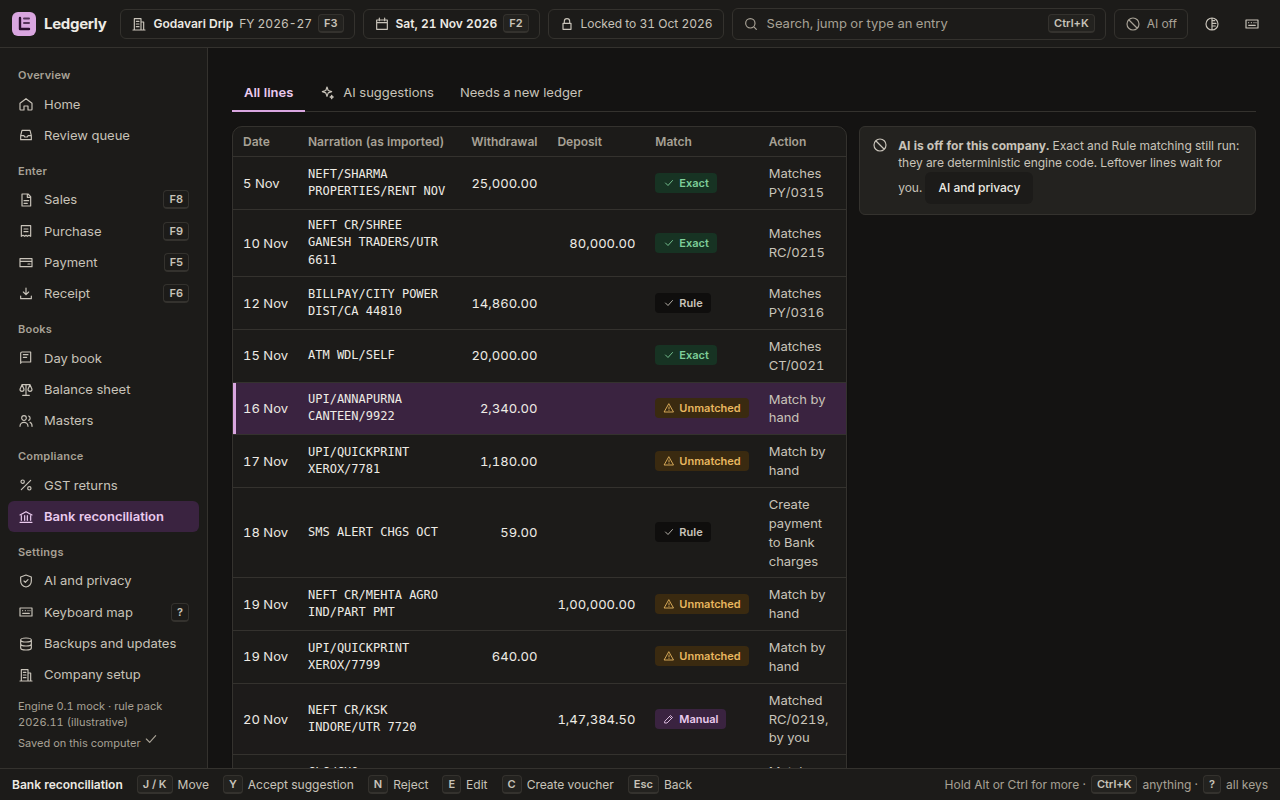 Ledgerly
Godavari Drip FY 2026-27 F3
Sat, 21 Nov 2026 F2
Locked to 31 Oct 2026
Search, jump or type an entry Ctrl+K
AI off
Overview
Home
Review queue
Enter
Sales F8
Purchase F9
Payment F5
Receipt F6
Books
Day book
Balance sheet
Masters
Compliance
GST returns
Bank reconciliation
Settings
AI and privacy
Keyboard map ?
Backups and updates
Company setup
Engine 0.1 mock · rule pack
2026.11 (illustrative)
Saved on this computer
All lines AI suggestions Needs a new ledger
Date Narration (as imported) Withdrawal Deposit Match Action
5 Nov NEFT/SHARMA PROPERTIES/RENT NOV 25,000.00 Exact Matches PY/0315
10 Nov NEFT CR/SHREE GANESH TRADERS/UTR 6611 80,000.00 Exact Matches RC/0215
12 Nov BILLPAY/CITY POWER DIST/CA 44810 14,860.00 Rule Matches PY/0316
15 Nov ATM WDL/SELF 20,000.00 Exact Matches CT/0021
16 Nov UPI/ANNAPURNA CANTEEN/9922 2,340.00 Unmatched Match by hand
17 Nov UPI/QUICKPRINT XEROX/7781 1,180.00 Unmatched Match by hand
18 Nov SMS ALERT CHGS OCT 59.00 Rule Create payment to Bank charges
19 Nov NEFT CR/MEHTA AGRO IND/PART PMT 1,00,000.00 Unmatched Match by hand
19 Nov UPI/QUICKPRINT XEROX/7799 640.00 Unmatched Match by hand
20 Nov NEFT CR/KSK INDORE/UTR 7720 1,47,384.50 Manual Matched RC/0219, by you
AI is off for this company. Exact and Rule matching still run:
they are deterministic engine code. Leftover lines wait for
you. AI and privacy
Bank reconciliation J / K Move Y Accept suggestion N Reject E Edit C Create voucher Esc Back
Hold Alt or Ctrl for more · Ctrl+K anything · ? all keys